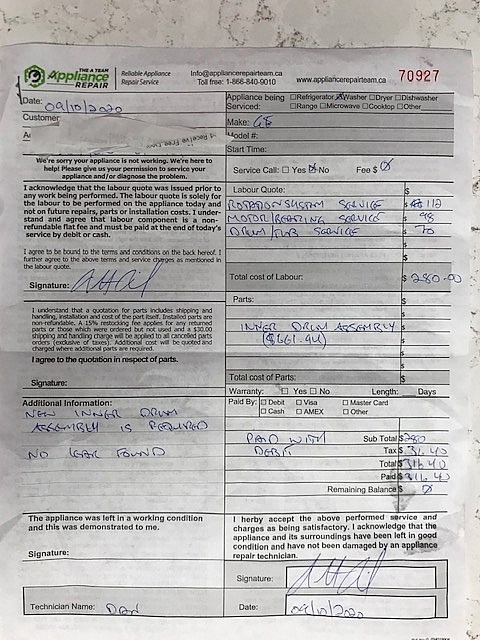 THE A TEAM
Appliance
REPAIR
Reliable Appliance
Repair Service
Info@appliancerepairteam.ca
Toll free: 1-866-840-9010
www.appliancerepairteam.ca
70927
Date: 09/10/2020
Customer
Appliance being
Serviced:
Refrigerator Washer Dryer Dishwasher
Range Microwave Cooktop Other
Make: GE
Model #:
Start Time:
We're sorry your appliance is not working. We're here to
help! Please give us your permission to service your
appliance and/or diagnose the problem.
Service Call: Yes No Fee $ 0
I acknowledge that the labour quote was issued prior to
any work being performed. The labour quote is solely for
the labour to be performed on the appliance today
and not on future repairs, parts or installation costs. I under-
stand and agree that labour component is a non-
refundable flat fee and must be paid at the end of today's
service by debit or cash.
I agree to be bound by the terms and conditions on the back hereof. I
further agree to the above terms and service charges as mentioned in
the labour quote.
Signature:
Labour Quote: $
ROTATION SYSTEM SERVICE $ 112
MOTOR/BEARING SERVICE $ 98
DRUM/TUB SERVICE $ 70
$
$
Total cost of Labour: $ 280.00
I understand that a quotation for parts includes shipping and
handling, installation and cost of the part itself. Installed parts are
non-refundable. A 15% restocking fee applies for any returned
parts or those were ordered but not used and a $30.00
shipping and handling charge will be applied to all cancelled parts
orders (exclusive of taxes). Additional cost will be quoted and
charged where additional parts are required.
I agree to the quotation in respect of parts.
Signature:
Parts: $
$
INNER DRUM ASSEMBLY $
($661.94) $
$
$
Total cost of Parts: $
Warranty: Yes No Length: Days
Paid By: Debit Visa Master Card
Cash AMEX Other
Additional Information:
NEW INNER DRUM
ASSEMBLY IS REQUIRED
NO LEAK FOUND
PAID WITH
DEBIT
Sub Total $ 280
Tax $ 36.40
Total $ 316.40
Paid $ 316.40
Remaining Balance $ 0
The appliance was left in a working condition
and this was demonstrated to me.
Signature:
I herby accept the above performed service and
charges as being satisfactory. I acknowledge that the
appliance and its surroundings have been left in good
condition and have not been damaged by an appliance
repair technician.
Signature:
Technician Name: DAN
Date: 09/10/2020